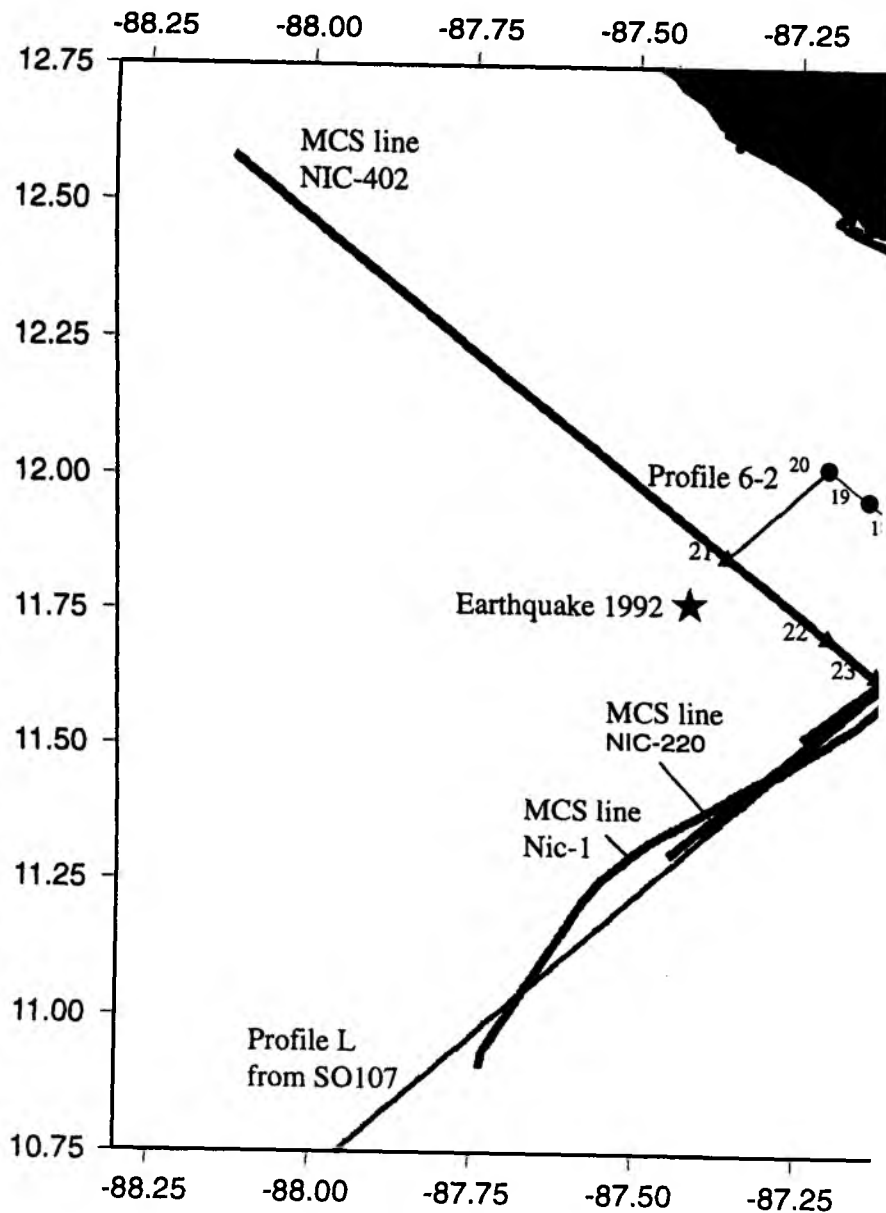 -88.25 -88.00 -87.75 -87.50 -87.25
12.75
MCS line
NIC-402
12.50
12.25
12.00
Profile 6-2
20
19
21
11.75
Earthquake 1992
22
23
MCS line
NIC-220
11.50
MCS line
Nic-1
11.25
11.00
Profile L
from SO107
10.75
-88.25 -88.00 -87.75 -87.50 -87.25